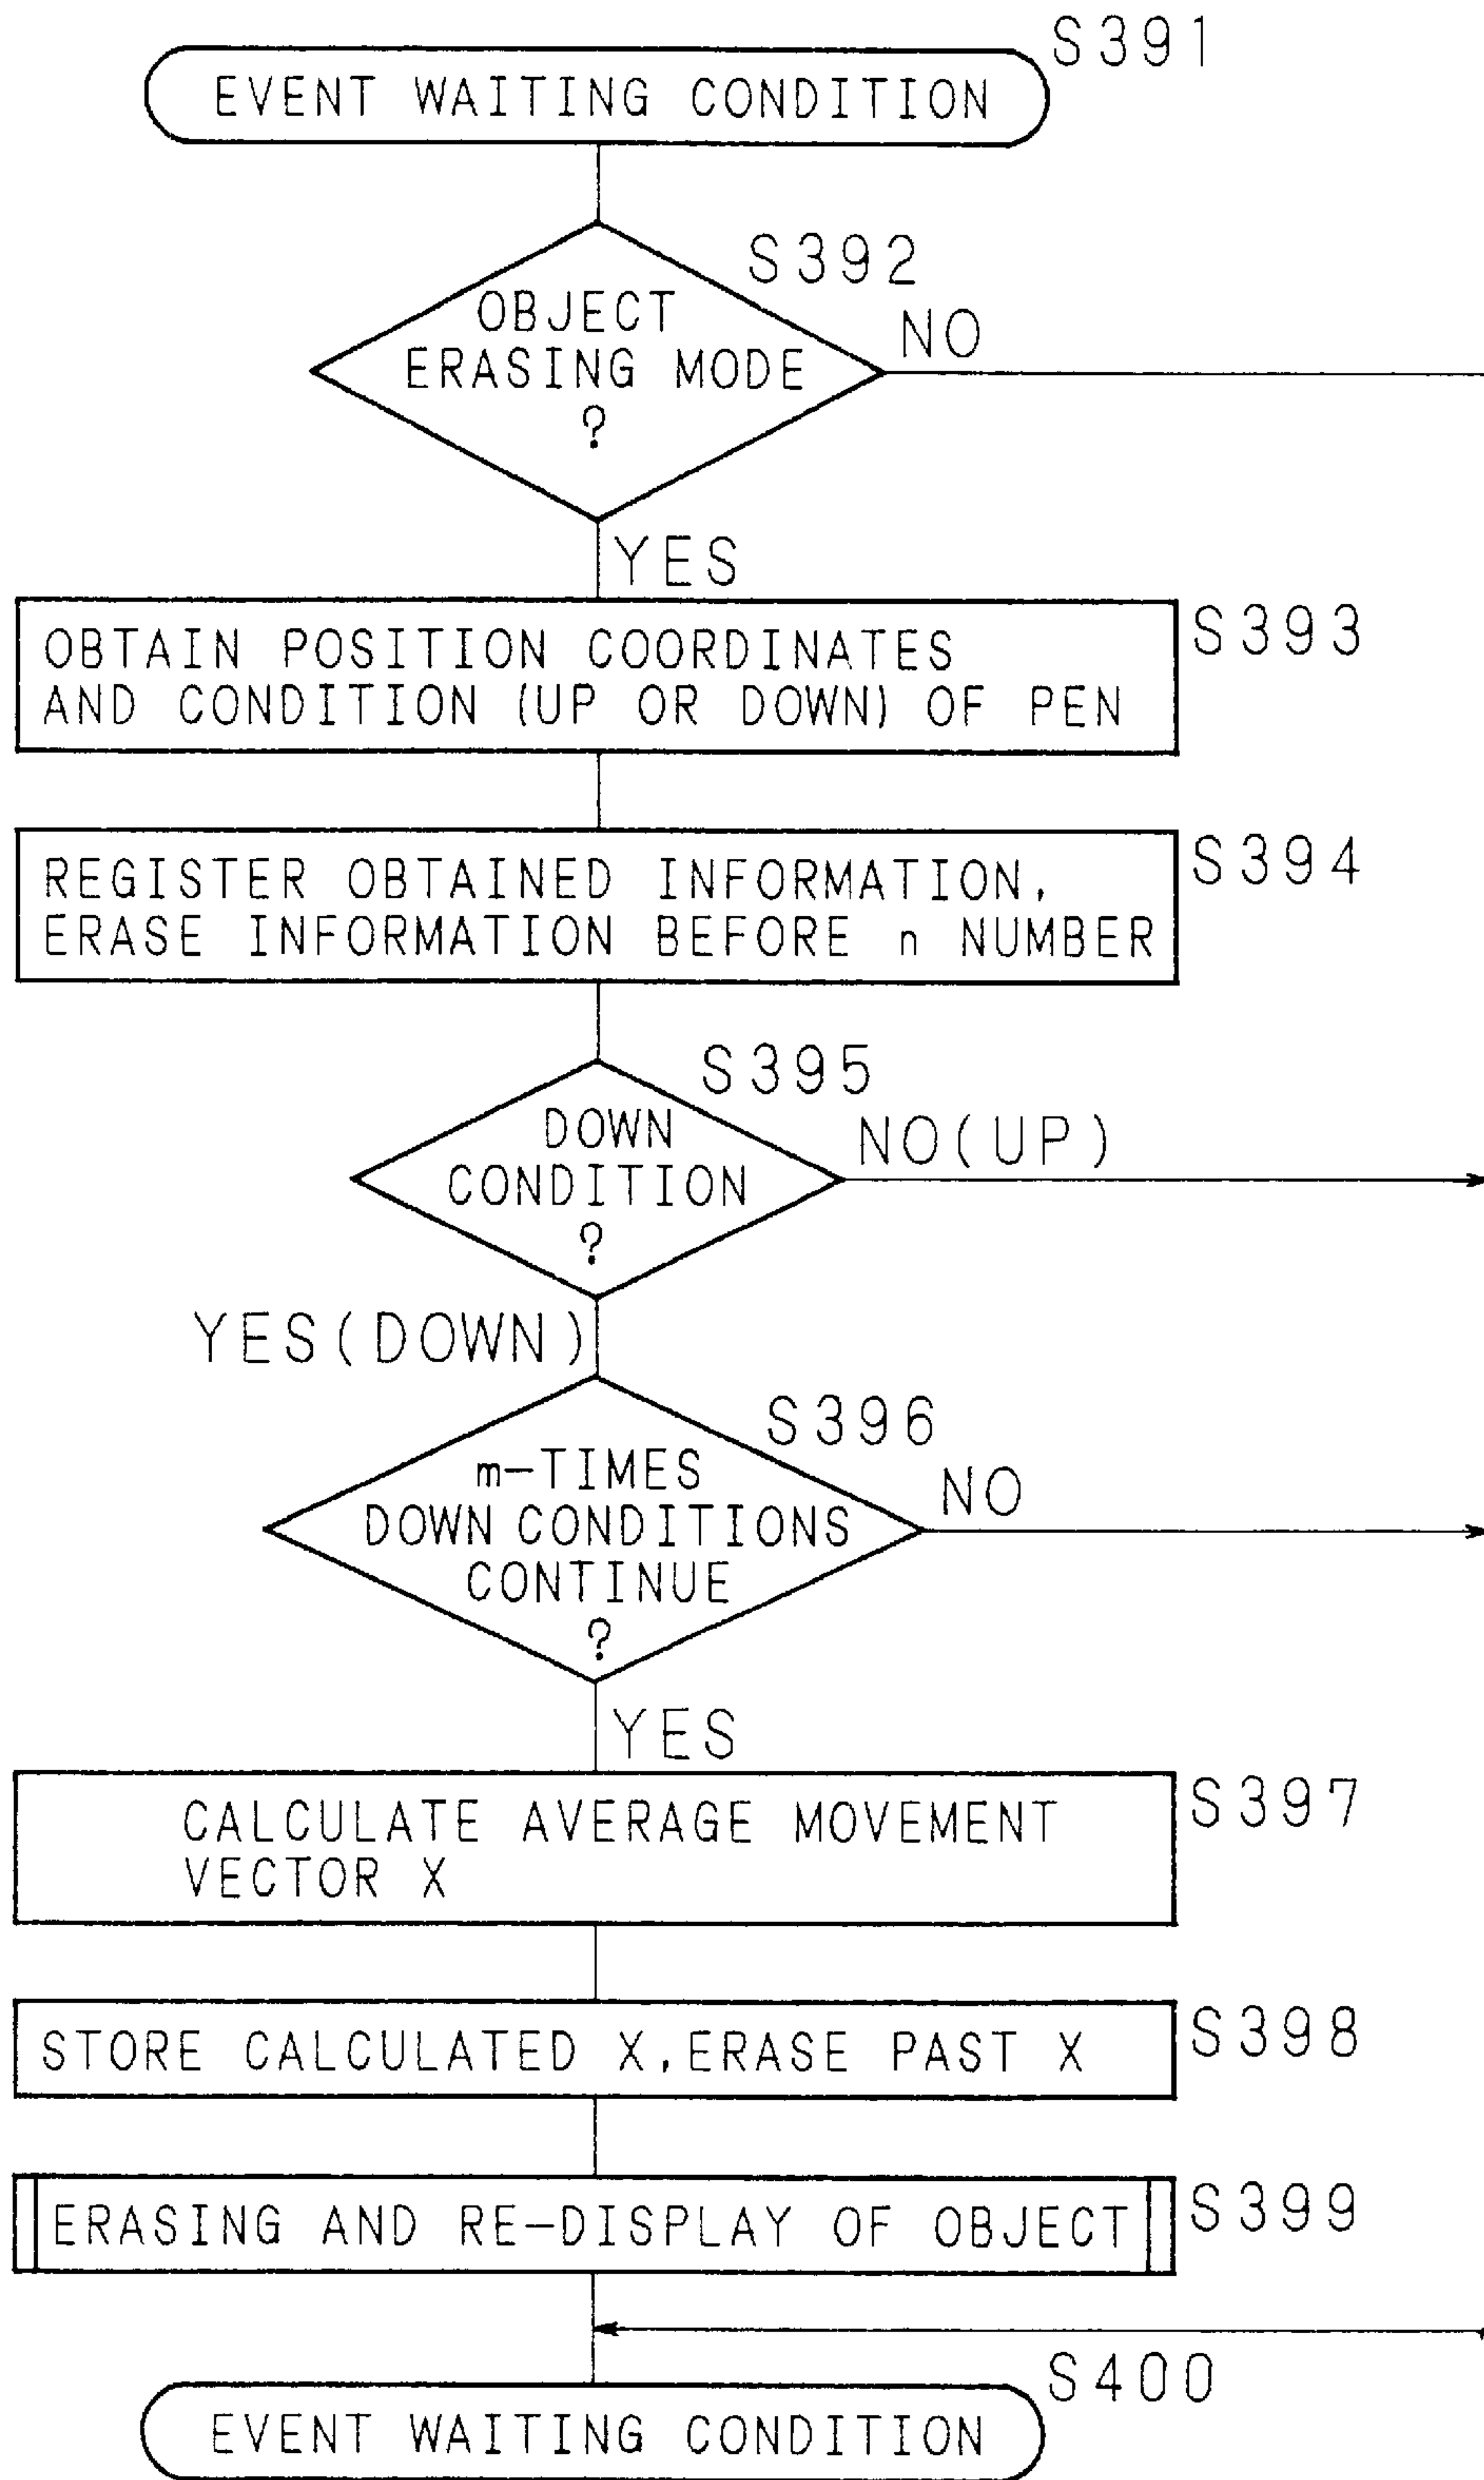 S391
EVENT WAITING CONDITION
S392
OBJECT
ERASING MODE
?
NO
YES
S393
OBTAIN POSITION COORDINATES
AND CONDITION (UP OR DOWN) OF PEN
S394
REGISTER OBTAINED INFORMATION,
ERASE INFORMATION BEFORE n NUMBER
S395
DOWN
CONDITION
?
NO(UP)
YES(DOWN)
S396
m-TIMES
DOWN CONDITIONS
CONTINUE
?
NO
YES
S397
CALCULATE AVERAGE MOVEMENT
VECTOR X
S398
STORE CALCULATED X, ERASE PAST X
S399
ERASING AND RE-DISPLAY OF OBJECT
S400
EVENT WAITING CONDITION